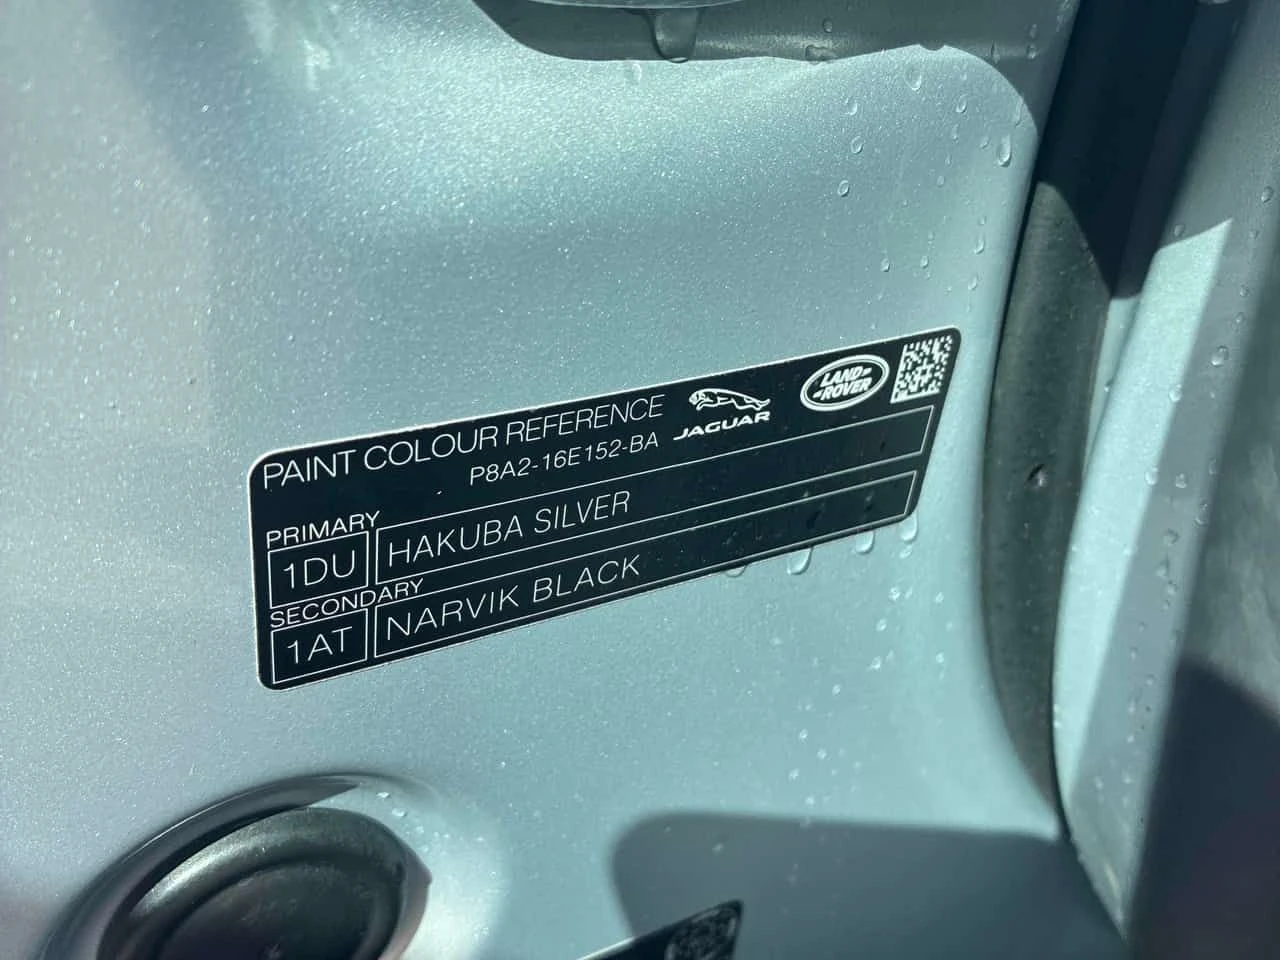 PAINT COLOUR REFERENCE
P8A2-16E152-BA
JAGUAR
LAND-
-ROVER
PRIMARY
1DU HAKUBA SILVER
SECONDARY
1AT NARVIK BLACK